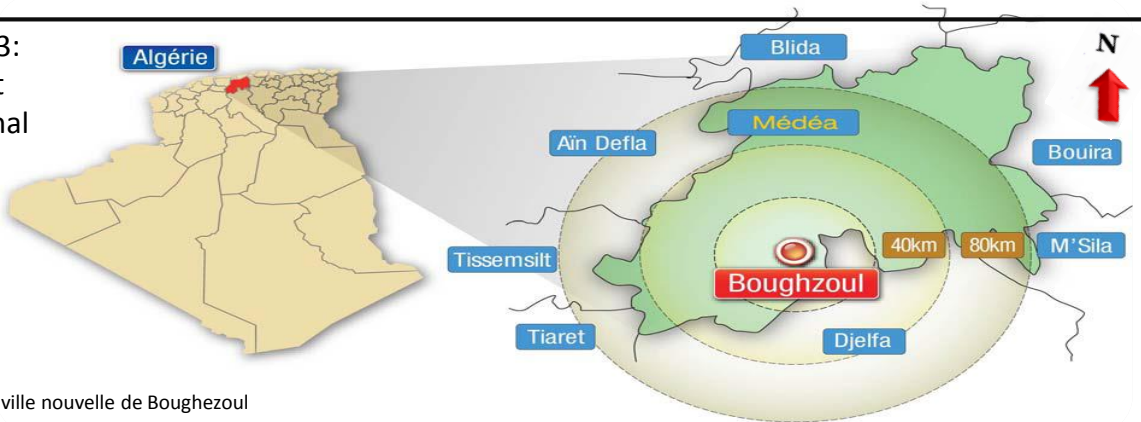 3:
t
nal
Algérie
Blida
N
Médéa
Aïn Defla
Bouira
40km
80km
M'Sila
Tissemsilt
Boughzoul
Tiaret
Djelfa
ville nouvelle de Boughezoul